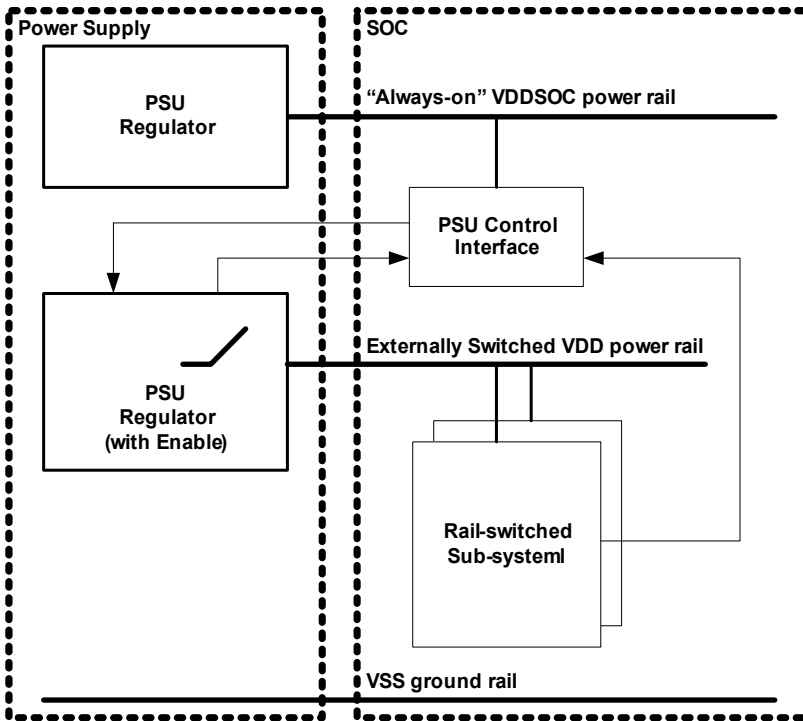 Power Supply
SOC
PSU
Regulator
“Always-on” VDDSOC power rail
PSU Control
Interface
Externally Switched VDD power rail
PSU
Regulator
(with Enable)
Rail-switched
Sub-systeml
VSS ground rail